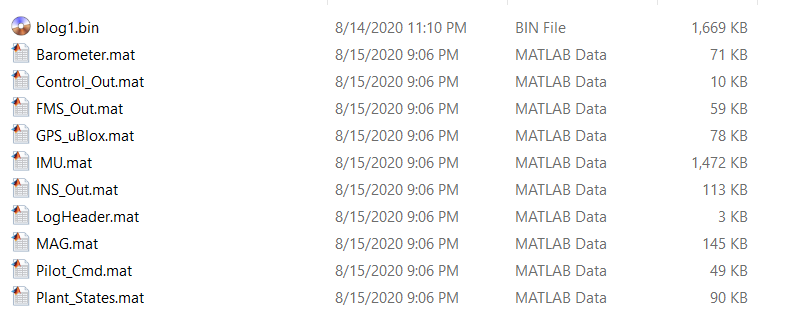 blog1.bin 8/14/2020 11:10 PM BIN File 1,669 KB
Barometer.mat 8/15/2020 9:06 PM MATLAB Data 71 KB
Control_Out.mat 8/15/2020 9:06 PM MATLAB Data 10 KB
FMS_Out.mat 8/15/2020 9:06 PM MATLAB Data 59 KB
GPS_uBlox.mat 8/15/2020 9:06 PM MATLAB Data 78 KB
IMU.mat 8/15/2020 9:06 PM MATLAB Data 1,472 KB
INS_Out.mat 8/15/2020 9:06 PM MATLAB Data 113 KB
LogHeader.mat 8/15/2020 9:06 PM MATLAB Data 3 KB
MAG.mat 8/15/2020 9:06 PM MATLAB Data 145 KB
Pilot_Cmd.mat 8/15/2020 9:06 PM MATLAB Data 49 KB
Plant_States.mat 8/15/2020 9:06 PM MATLAB Data 90 KB